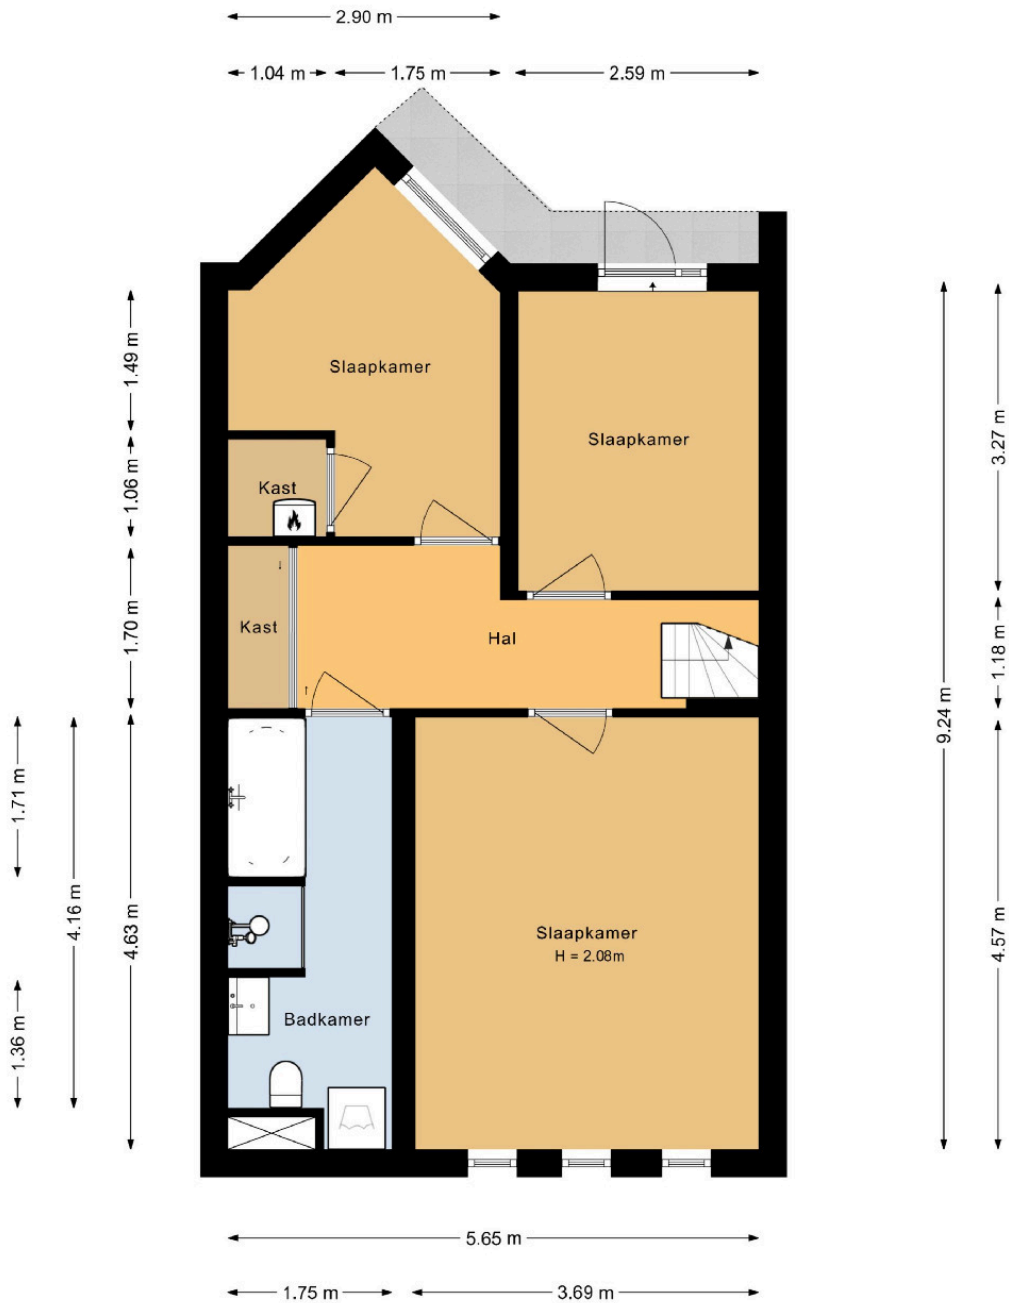 2.90 m
1.04 m
1.75 m
2.59 m
Slaapkamer
1.49 m
Slaapkamer
3.27 m
Kast
1.06 m
Kast
Hal
1.70 m
1.18 m
9.24 m
1.71 m
4.16 m
4.63 m
Slaapkamer
H = 2.08m
4.57 m
Badkamer
1.36 m
5.65 m
1.75 m
3.69 m